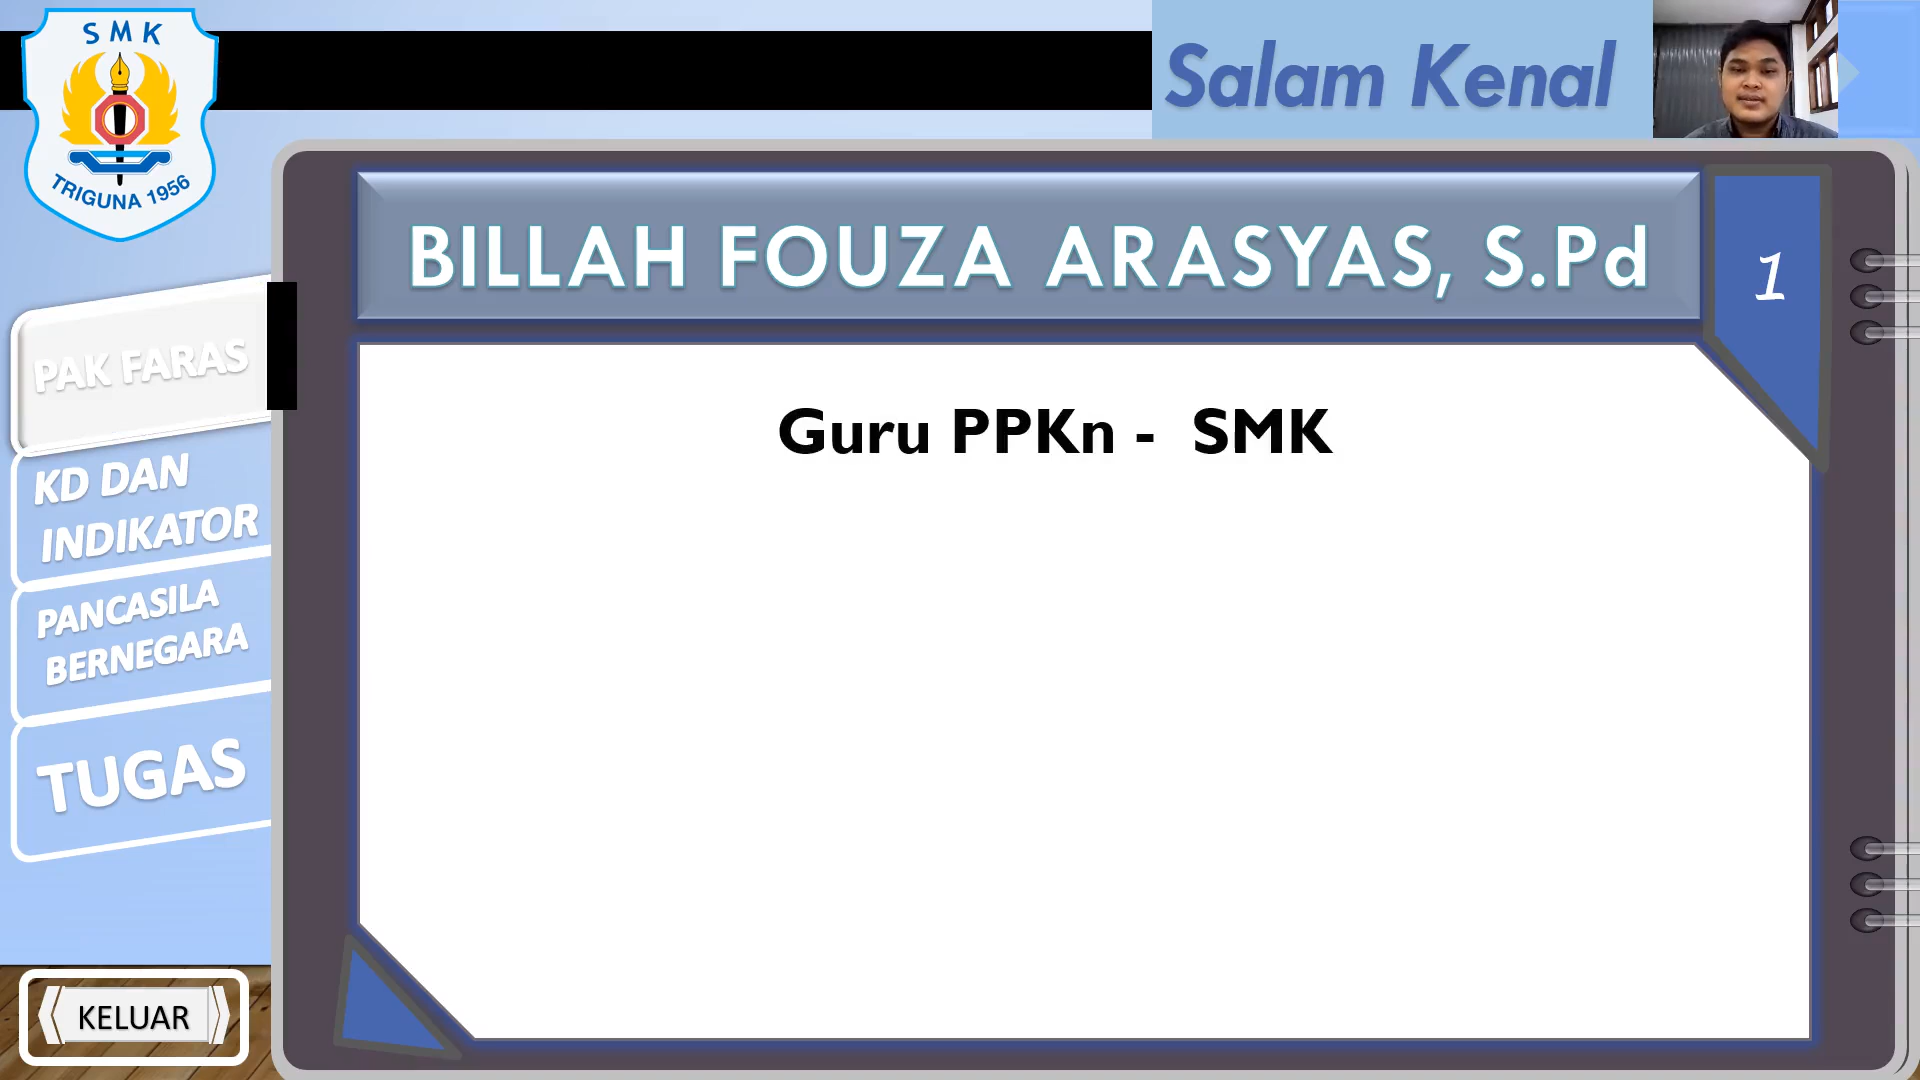 SMK
TRIGUNA 1956
Salam Kenal
BILLAH FOUZA ARASYAS, S.Pd
1
PAK FARAS
KD DAN
INDIKATOR
PANCASILA
BERNEGARA
TUGAS
KELUAR
Guru PPKn - SMK